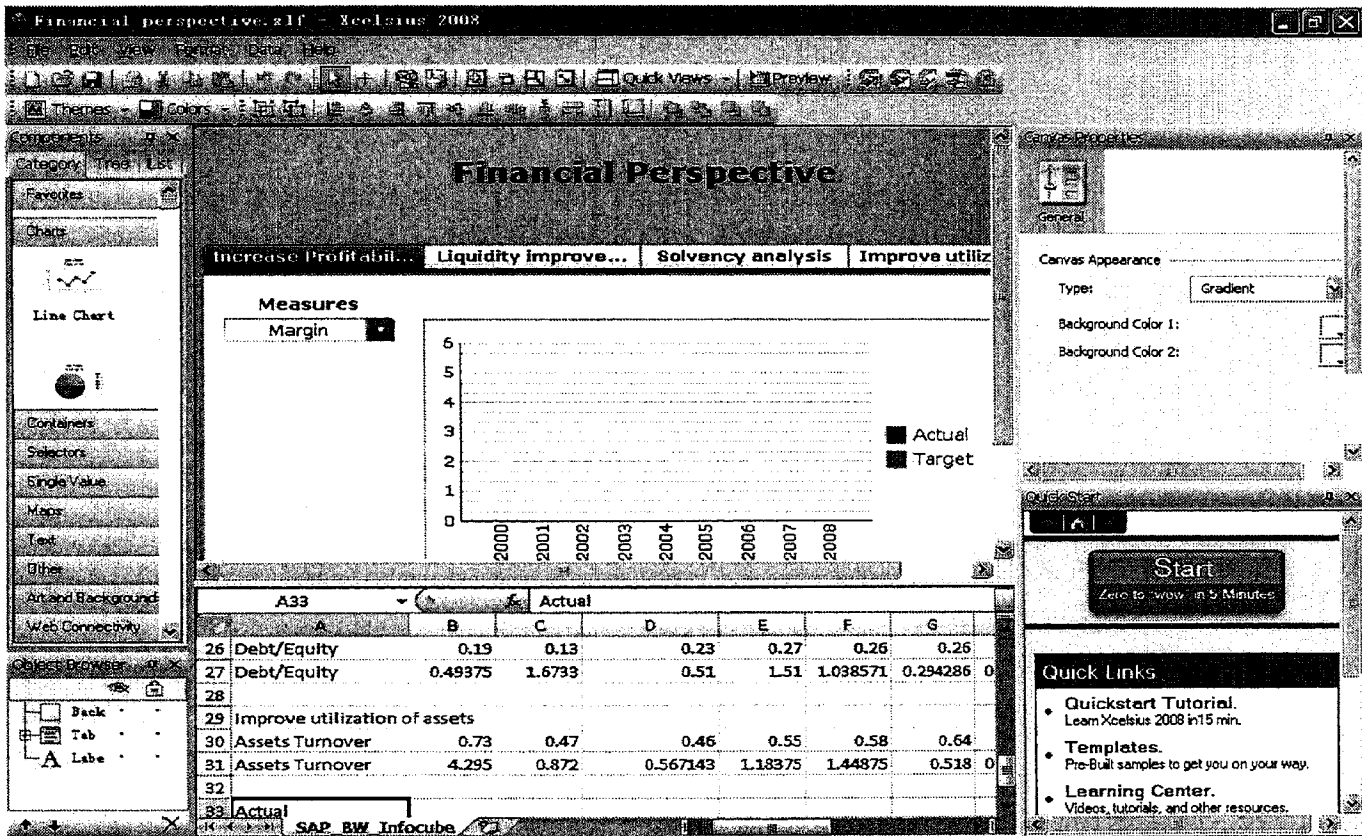 Financial perspective.xlf - Xcelsius 2008
File Edit View Format Data Help
Quick Views Preview
Themes Colors
Components
Category Tree List
Favorites
Charts
Line Chart
Containers
Selectors
Single Value
Maps
Text
Other
Art and Backgrounds
Web Connectivity
Object Browser
Back
Tab
Labe
Financial Perspective
Increase Profitabil... Liquidity improve... Solvency analysis Improve utiliz
Measures
Margin
6
5
4
3
2
1
0
2000 2001 2002 2003 2004 2005 2006 2007 2008
Actual
Target
A33 fx Actual
A B C D E F G
26 Debt/Equity 0.19 0.13 0.23 0.27 0.26 0.26
27 Debt/Equity 0.49375 1.6733 0.51 1.51 1.038571 0.294286 0
28
29 Improve utilization of assets
30 Assets Turnover 0.73 0.47 0.46 0.55 0.58 0.64
31 Assets Turnover 4.295 0.872 0.567143 1.18375 1.44875 0.518 0
32
33 Actual
SAP_BW_Infocube
Canvas Properties
General
Canvas Appearance
Type: Gradient
Background Color 1:
Background Color 2:
Quick Start
Start
Zero to "wow" in 5 Minutes
Quick Links
Quickstart Tutorial.
Learn Xcelsius 2008 in 15 min.
Templates.
Pre-Built samples to get you on your way.
Learning Center.
Videos, tutorials, and other resources.